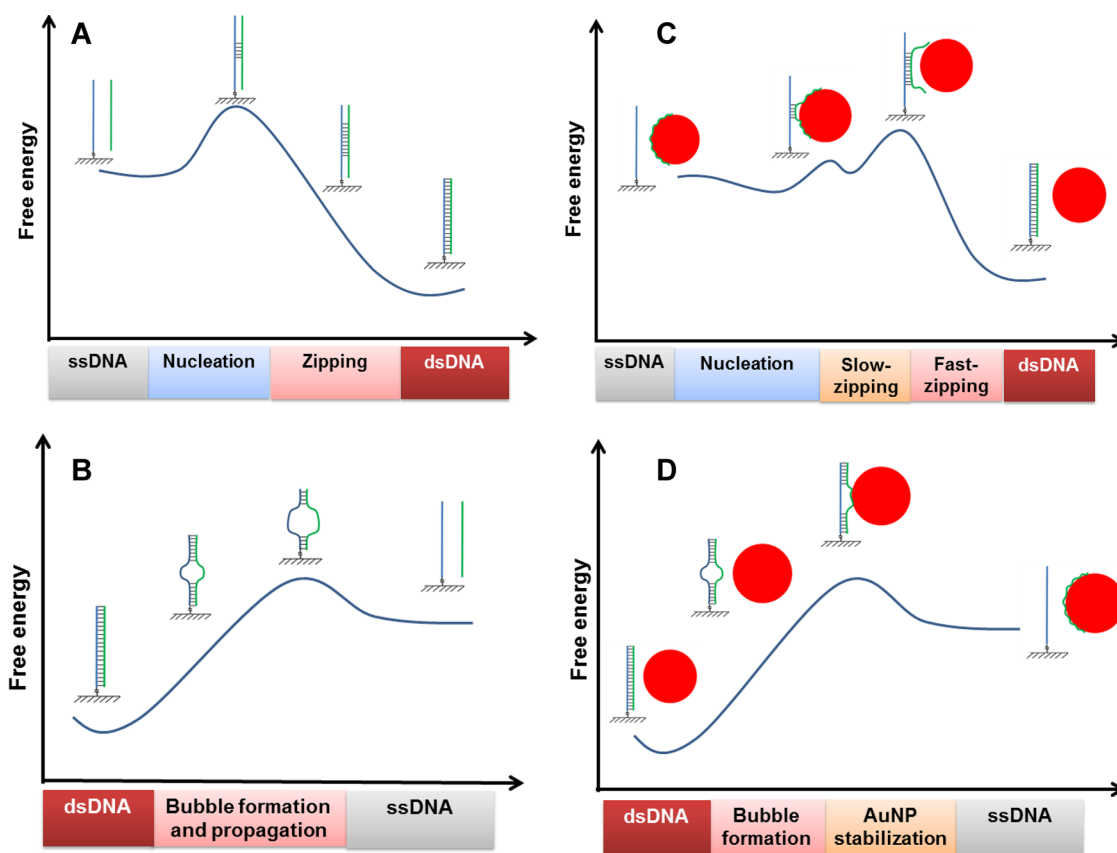 A
Free energy
ssDNA
Nucleation
Zipping
dsDNA
C
Free energy
ssDNA
Nucleation
Slow-
zipping
Fast-
zipping
dsDNA
B
Free energy
dsDNA
Bubble formation
and propagation
ssDNA
D
Free energy
dsDNA
Bubble
formation
AuNP
stabilization
ssDNA